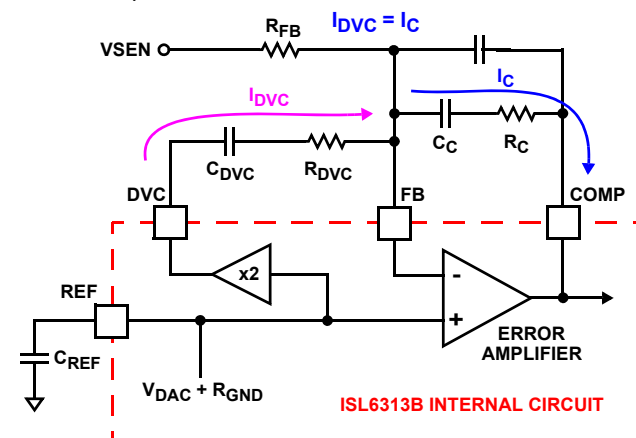 I_DVC = I_C
R_FB
VSEN
I_C
I_DVC
C_C
R_C
C_DVC
R_DVC
DVC
FB
COMP
x2
-
REF
+
ERROR
AMPLIFIER
C_REF
V_DAC + R_GND
ISL6313B INTERNAL CIRCUIT